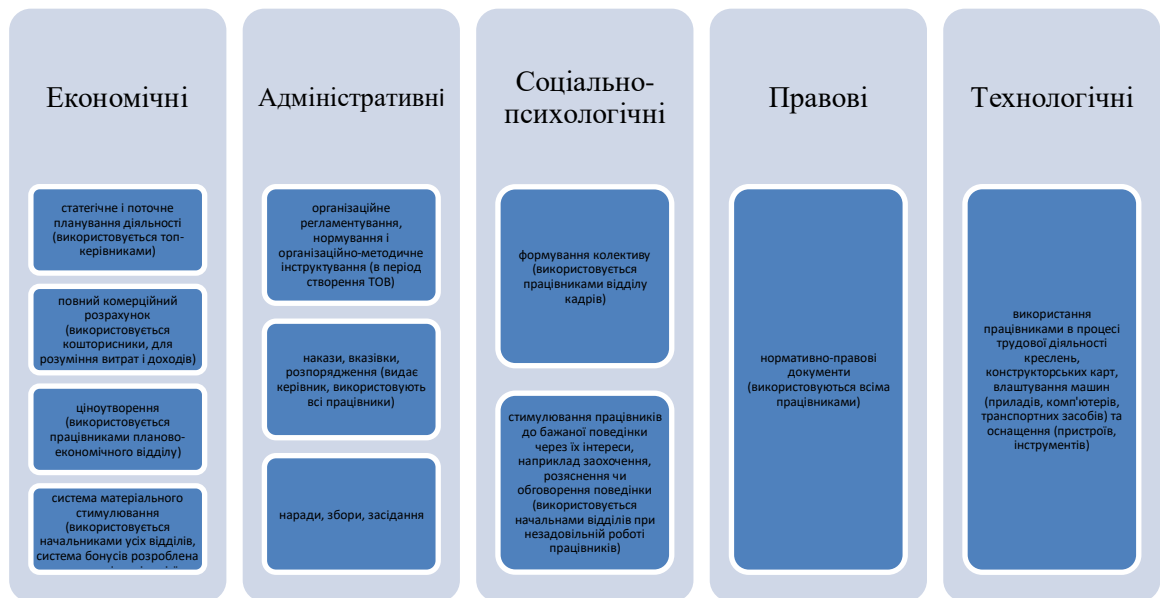 Економічні
статегічне і поточне
планування діяльності
(використовується топ-
керівниками)
повний комерційний
розрахунок
(використовується
кошторисники, для
розуміння витрат і доходів)
ціноутворення
(використовується
працівниками планово-
економічного відділу)
система матеріального
стимулювання
(використовується
начальниками усіх відділів,
система бонусів розроблена
Адміністративні
організаційне
регламентування,
нормування і
організаційно-методичне
інструктування (в період
створення ТОВ)
накази, вказівки,
розпорядження (видає
керівник, використовують
всі працівники)
наради, збори, засідання
Соціально-
психологічні
формування колективу
(використовується
працівниками відділу
кадрів)
стимулювання працівників
до бажаної поведінки
через їх інтереси,
наприклад заохочення,
розяснення чи
обговорення поведінки
(використовується
начальнами відділів при
незадовільній роботі
працівників)
Правові
нормативно-правові
документи
(використовуються всіма
працівниками)
Технологічні
використання
працівниками в процесі
трудової діяльності
креслень,
конструкторських карт,
влаштування машин
(приладів, комп'ютерів,
транспортних засобів) та
оснащення (пристроїв,
інструментів)